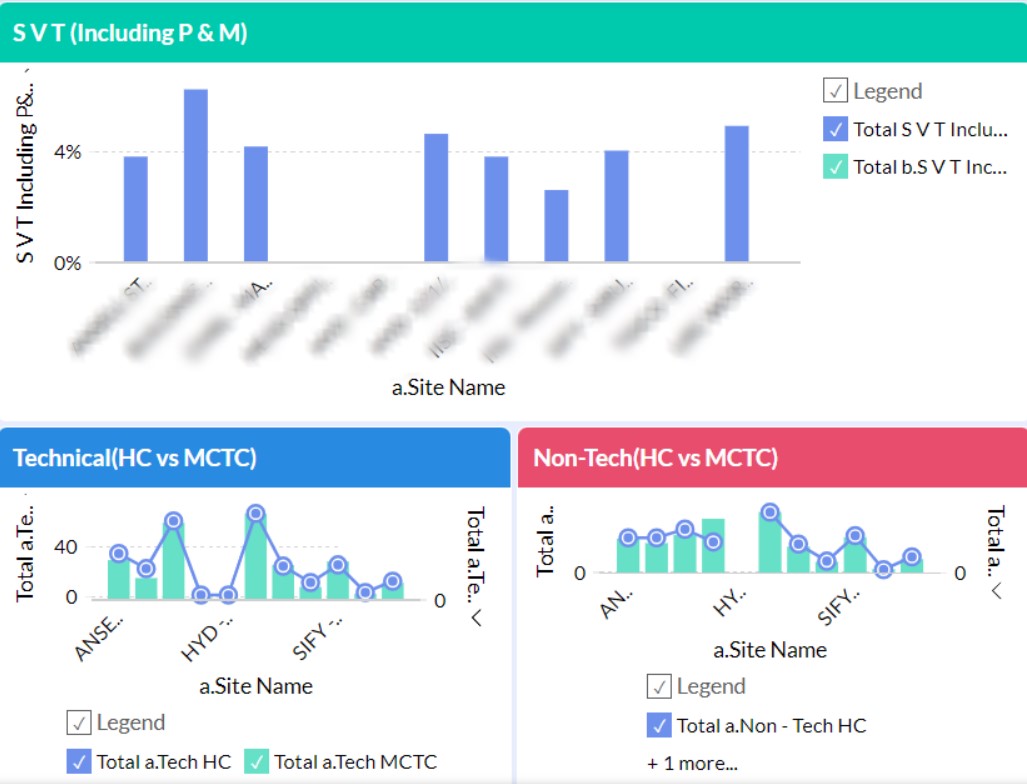 S V T (Including P & M)
S V T Including P&..
4%
0%
Legend
Total S V T Inclu...
Total b.S V T Inc...
a.Site Name
Technical(HC vs MCTC)
Total a.Te..
40
0
0
Total a.Te..
ANSE..
HYD -..
SIFY -..
a.Site Name
Legend
Total a.Tech HC
Total a.Tech MCTC
Non-Tech(HC vs MCTC)
Total a..
0
0
Total a..
AN..
HY..
SIFY..
a.Site Name
Legend
Total a.Non - Tech HC
+ 1 more...